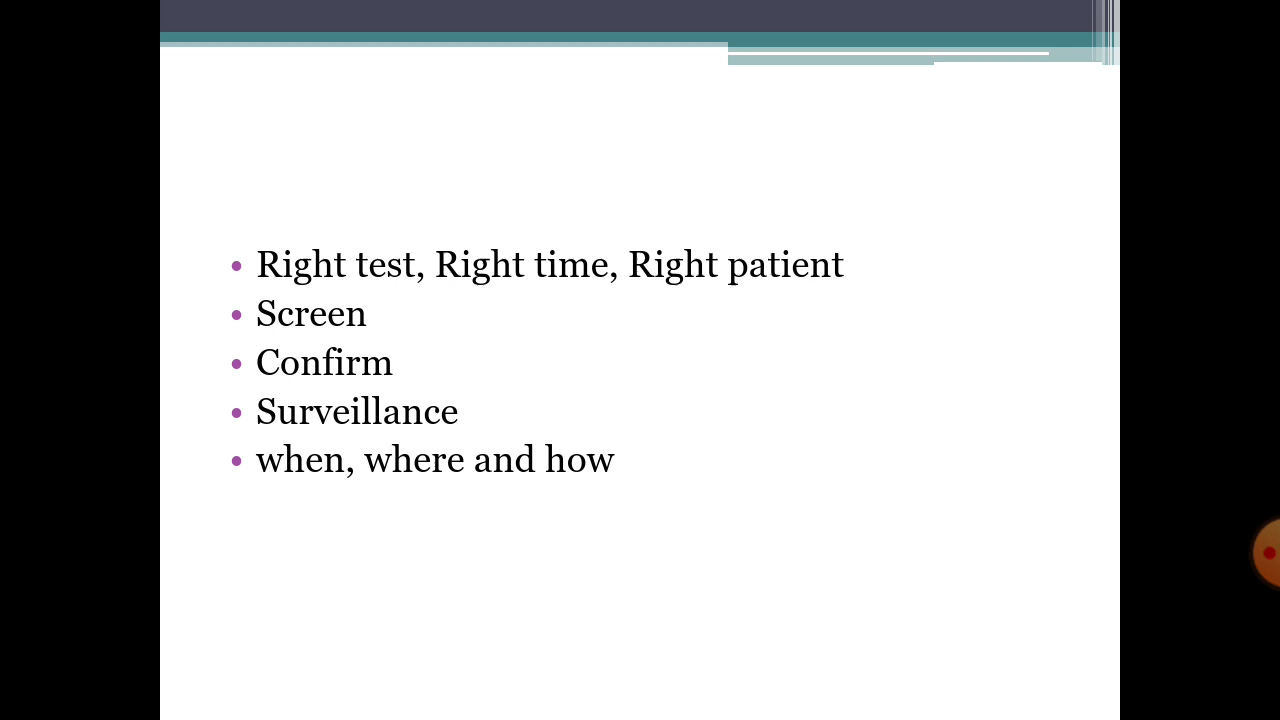 • Right test, Right time, Right patient
• Screen
• Confirm
• Surveillance
• when, where and how